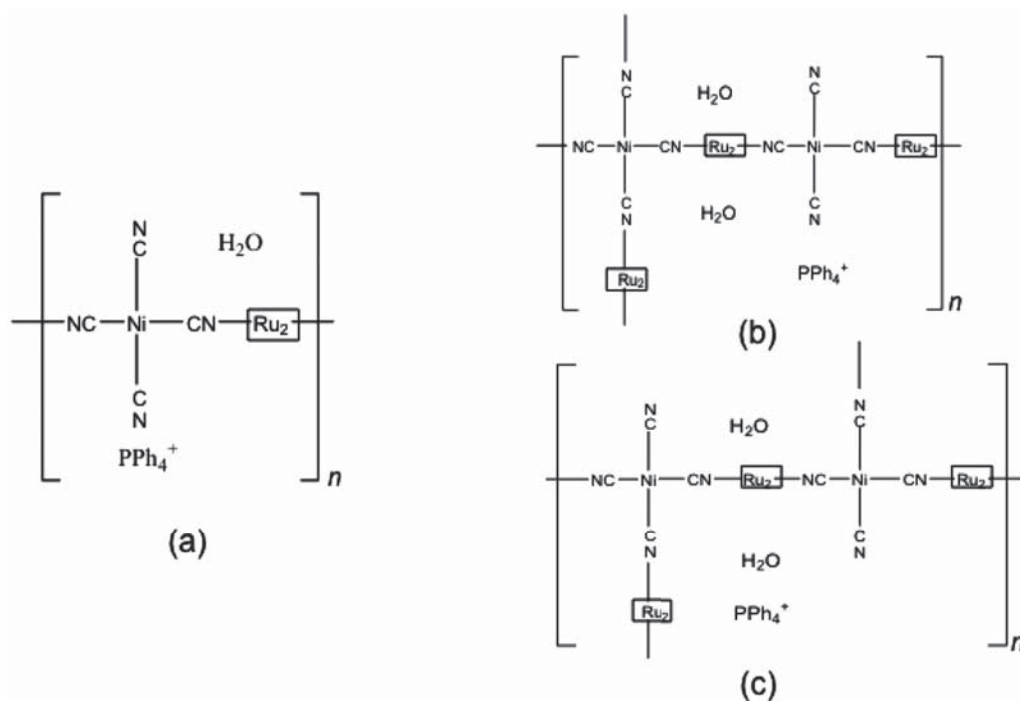 N
C
H₂O
NC Ni CN Ru₂
C
N
PPh₄⁺
n
(a)
N
C
H₂O
N
C
NC Ni CN Ru₂ NC Ni CN Ru₂
C
N
H₂O
C
N
Ru₂
PPh₄⁺
n
(b)
N
C
H₂O
N
C
NC Ni CN Ru₂ NC Ni CN Ru₂
C
N
H₂O
C
N
Ru₂
PPh₄⁺
n
(c)